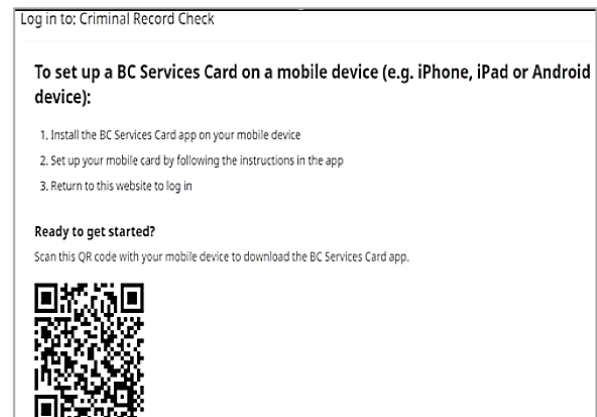 Log in to: Criminal Record Check
To set up a BC Services Card on a mobile device (e.g. iPhone, iPad or Android
device):
1. Install the BC Services Card app on your mobile device
2. Set up your mobile card by following the instructions in the app
3. Return to this website to log in
Ready to get started?
Scan this QR code with your mobile device to download the BC Services Card app.